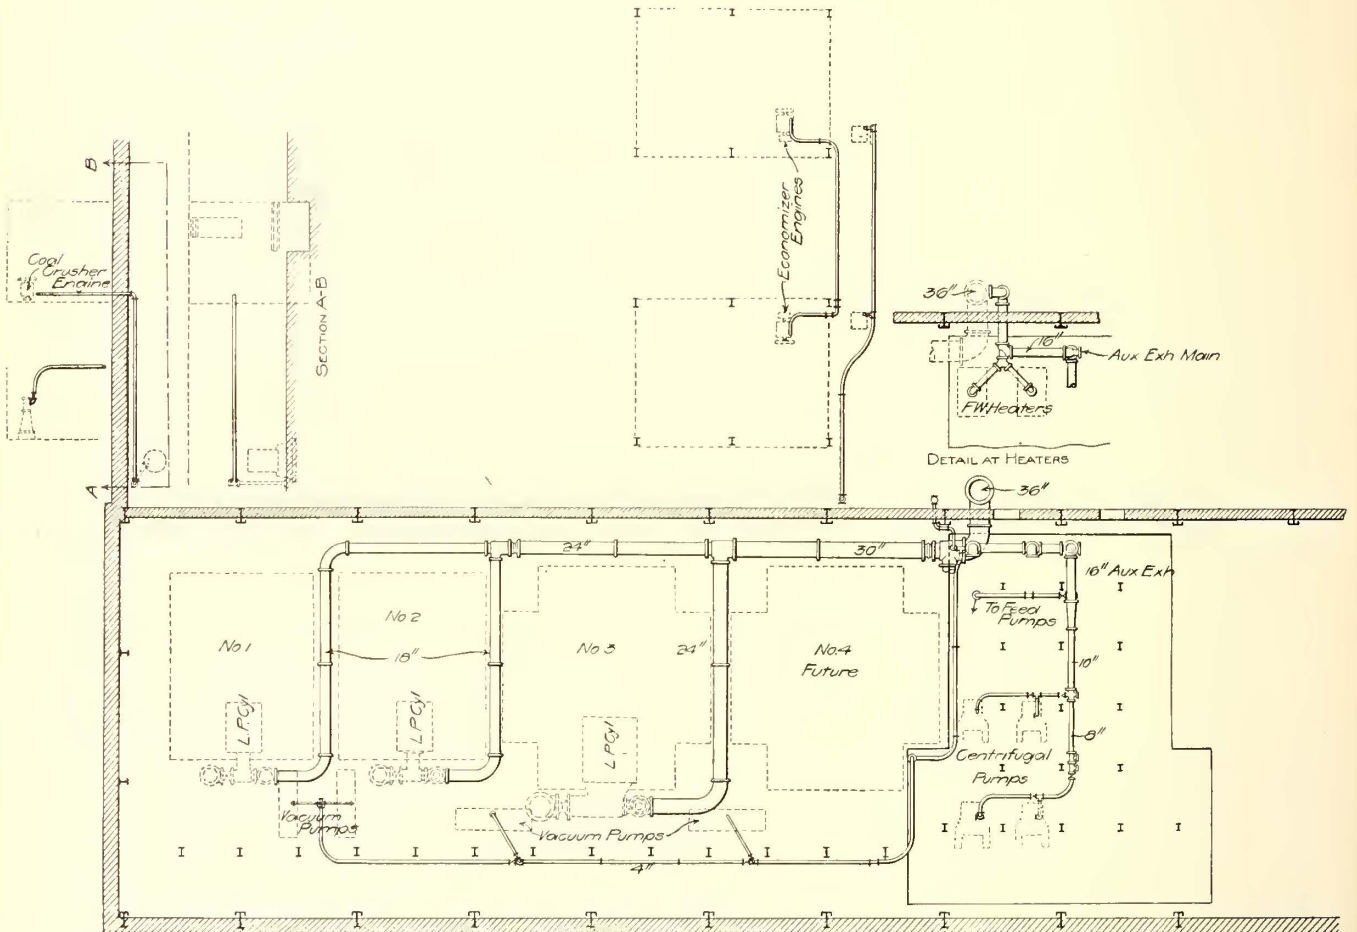 B
Coal
Crusher
Engine
SECTION A-B
A
Economizer
Engines
36"
16"
Aux Exh Main
F.W.Heaters
DETAIL AT HEATERS
36"
24"
30"
16" Aux Exh
To Feed
Pumps
No 1
No 2
18"
No 3
24"
No.4
Future
10"
L.P.Cyl
L.P.Cyl
L.P.Cyl
8"
Centrifugal
Pumps
Vacuum
Pumps
Vacuum Pumps
4"